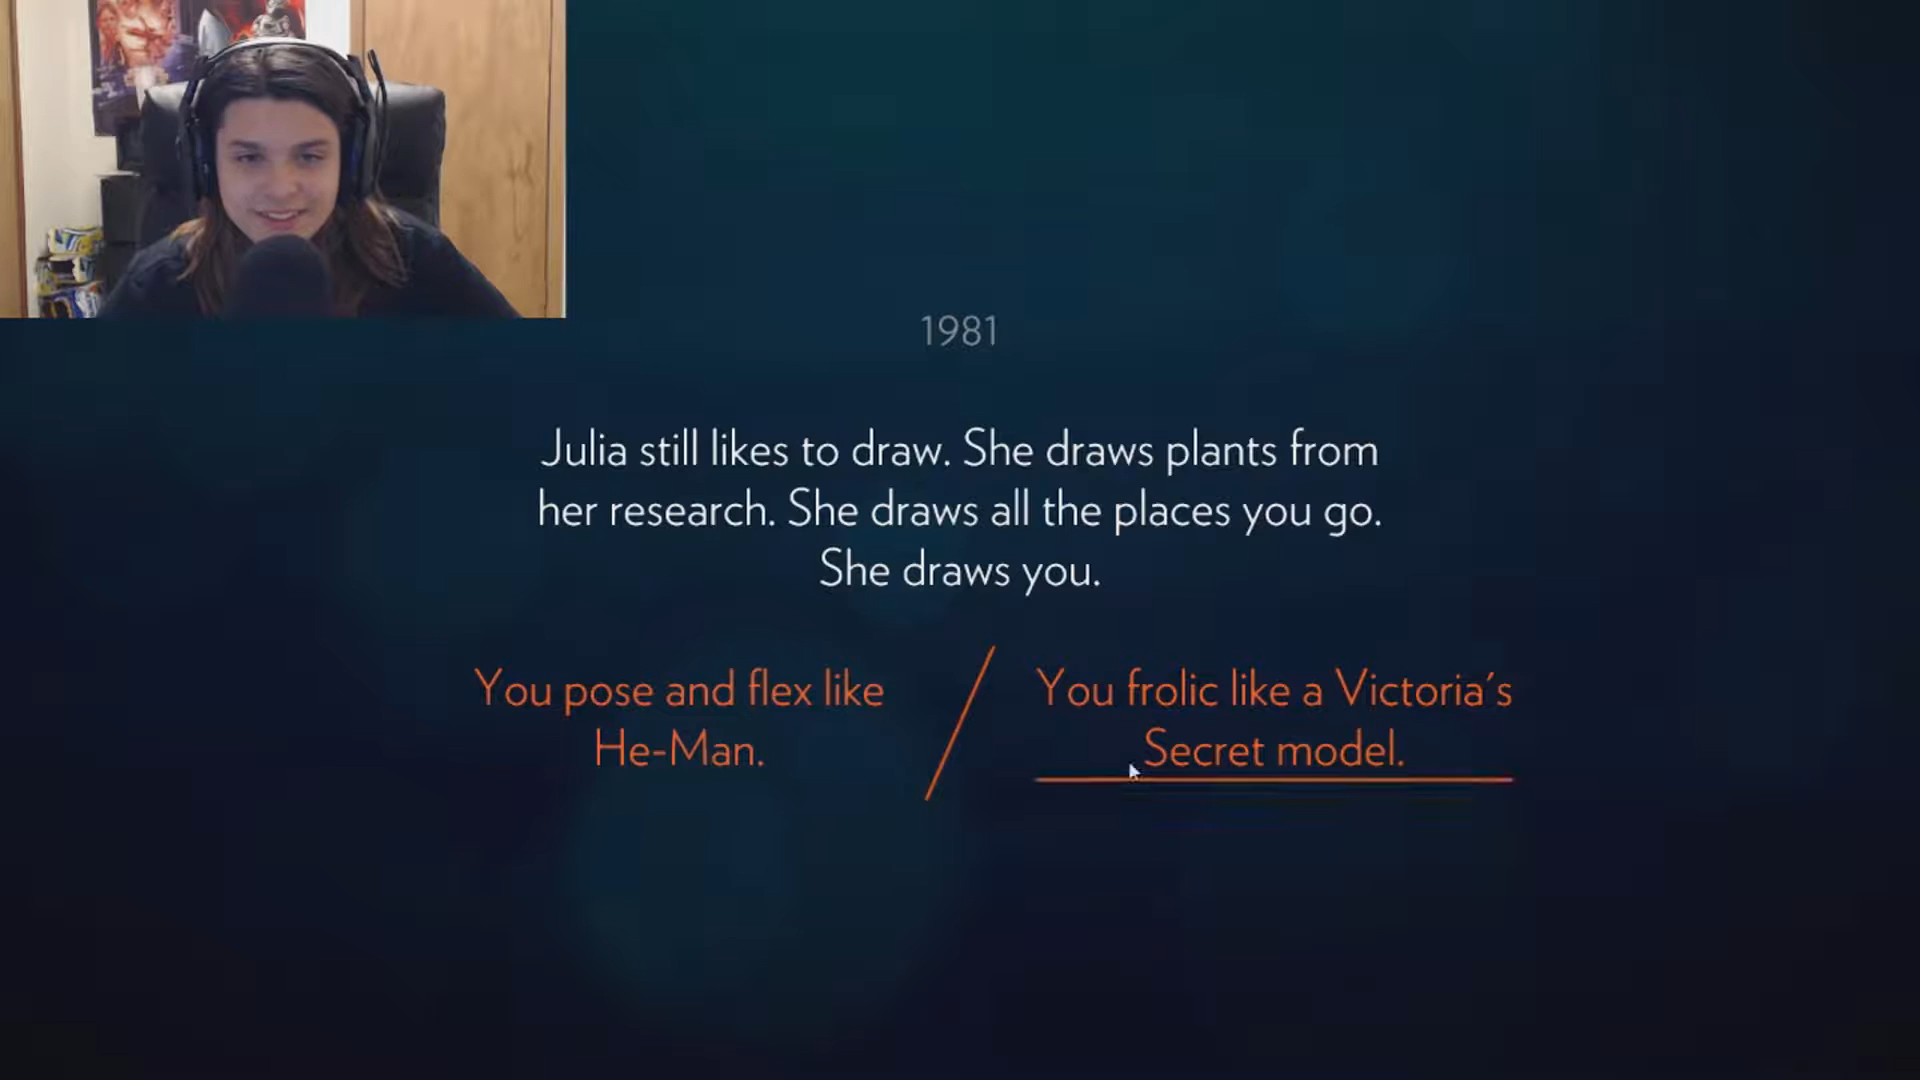 1981
Julia still likes to draw. She draws plants from
her research. She draws all the places you go.
She draws you.
You pose and flex like
He-Man.
You frolic like a Victoria's
Secret model.